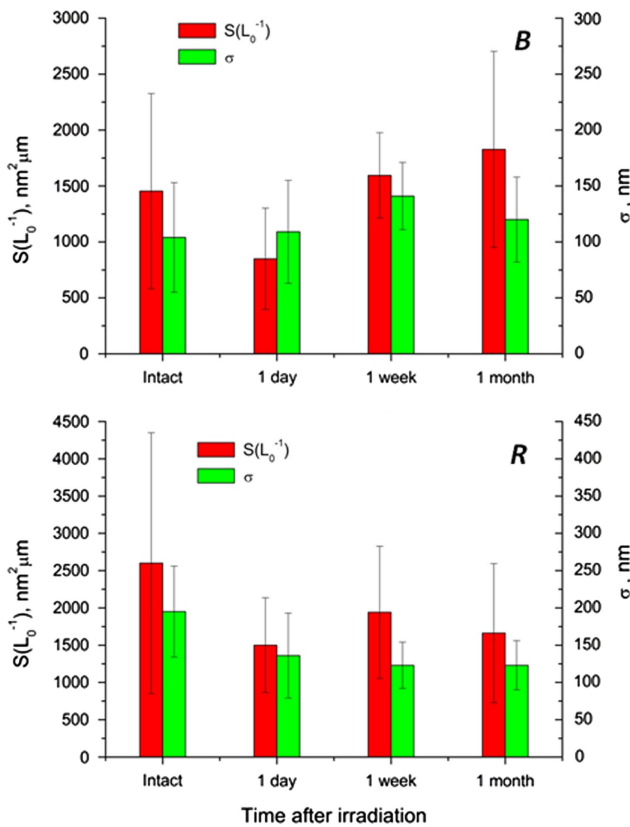 B
S(L₀⁻¹)
σ
S(L₀⁻¹), nm²μm
σ, nm
3000
2500
2000
1500
1000
500
0
300
250
200
150
100
50
0
Intact 1 day 1 week 1 month
R
S(L₀⁻¹)
σ
S(L₀⁻¹), nm²μm
σ, nm
4500
4000
3500
3000
2500
2000
1500
1000
500
0
450
400
350
300
250
200
150
100
50
0
Intact 1 day 1 week 1 month
Time after irradiation